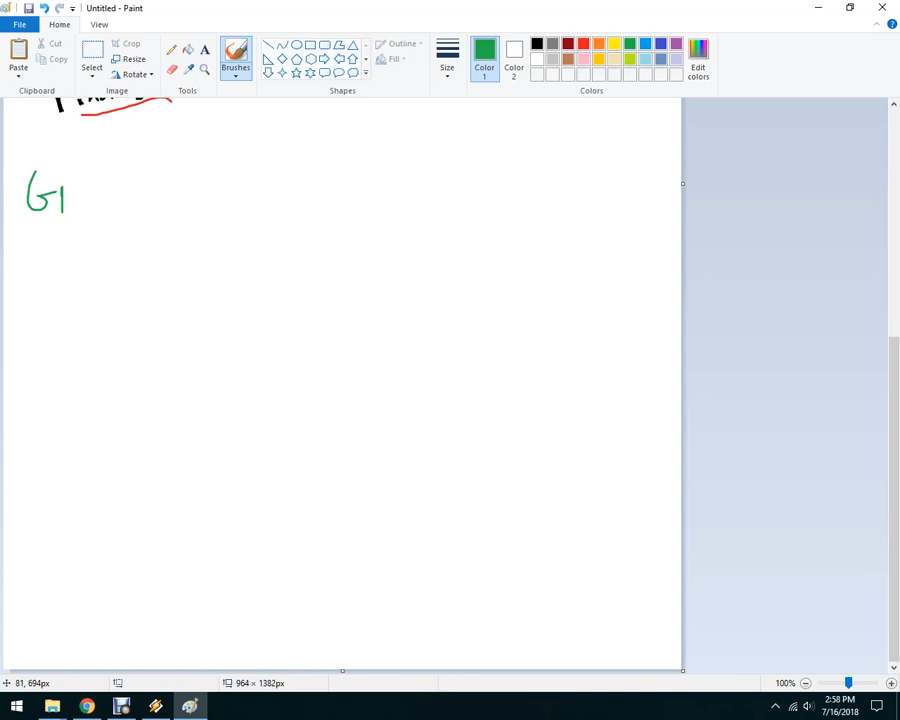 Untitled - Paint
File Home View
Paste
Cut
Copy
Clipboard
Select
Crop
Resize
Rotate
Image
Tools
Brushes
Shapes
Outline
Fill
Size
Color 1
Color 2
Edit colors
Colors
G
81, 694px
964 × 1382px
100%
2:58 PM
7/16/2018